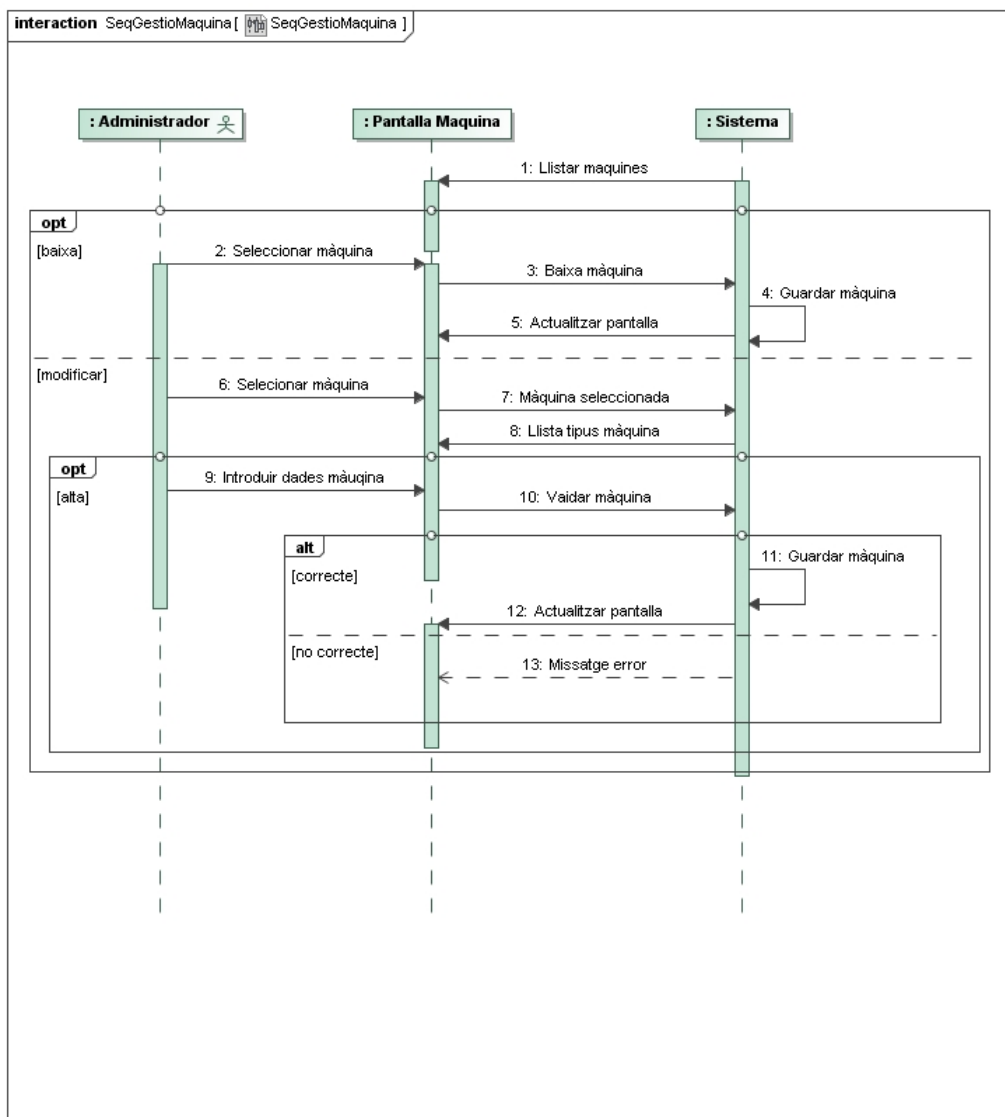 interaction SeqGestioMaquina [ SeqGestioMaquina ]
: Administrador
: Pantalla Maquina
: Sistema
1: Llistar maquines
opt
[baixa]
2: Seleccionar màquina
3: Baixa màquina
4: Guardar màquina
5: Actualitzar pantalla
[modificar]
6: Selecionar màquina
7: Màquina seleccionada
8: Llista tipus màquina
opt
[alta]
9: Introduir dades màuqina
10: Vaidar màquina
alt
[correcte]
11: Guardar màquina
12: Actualitzar pantalla
[no correcte]
13: Missatge error